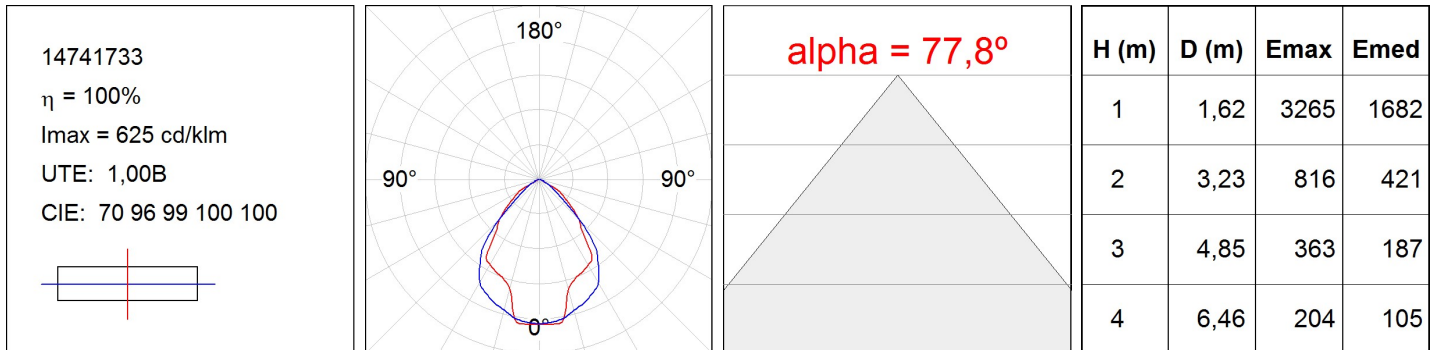 14741733
η = 100%
Imax = 625 cd/klm
UTE:  1,00B
CIE:  70 96 99 100 100
180°
90° 90°
0°
alpha = 77,8º
H (m) D (m) Emax Emed
1 1,62 3265 1682
2 3,23 816 421
3 4,85 363 187
4 6,46 204 105